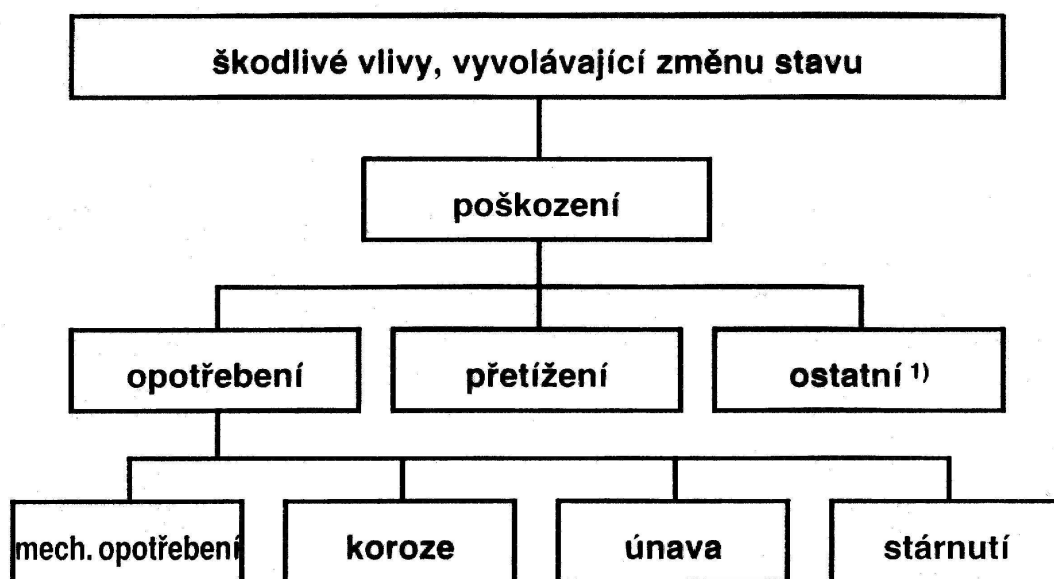 škodlivé vlivy, vyvolávající změnu stavu
poškození
opotřebení
přetížení
ostatní ¹⁾
mech. opotřebení
koroze
únava
stárnutí